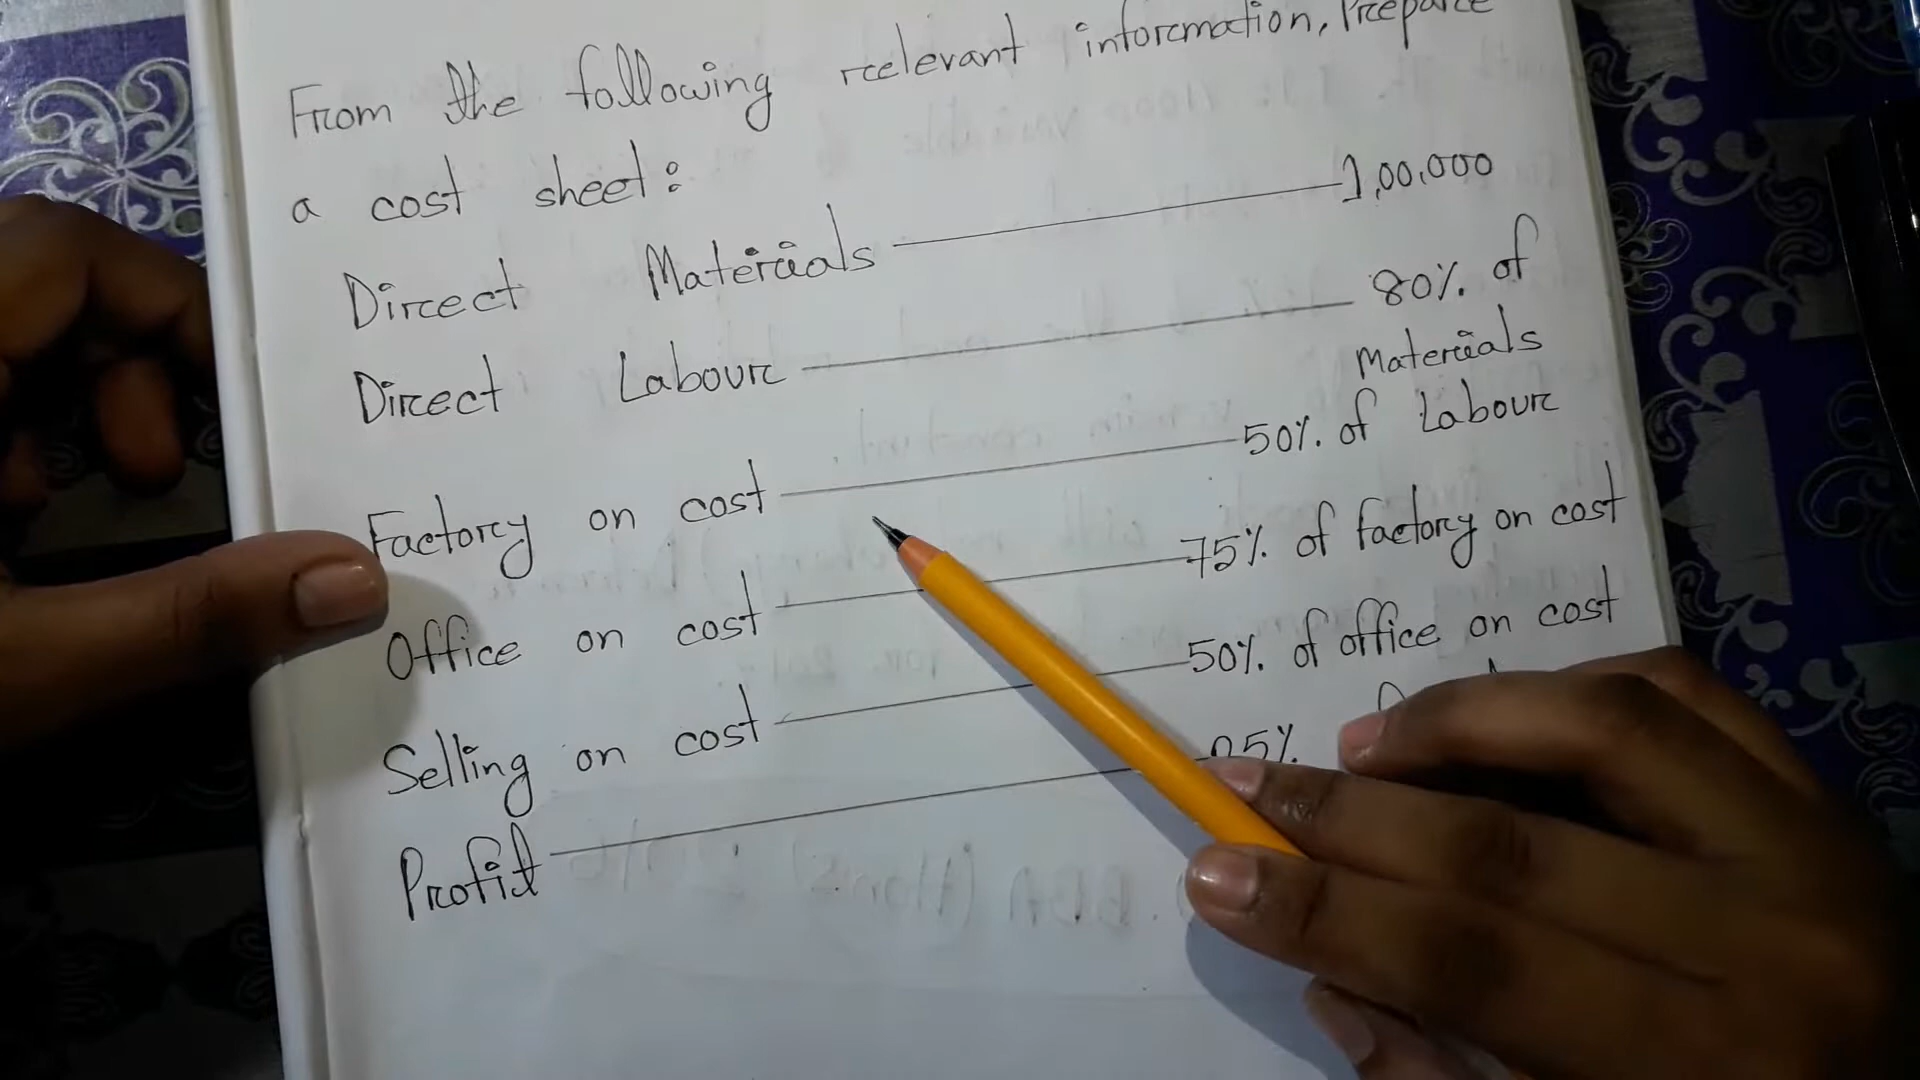 From the following relevant information, Prepare
a cost sheet:
Direct Materials 1,00,000
Direct Labour 80% of
Materials
Factory on cost 50% of Labour
Office on cost 75% of factory on cost
Selling on cost 50% of office on cost
Profit